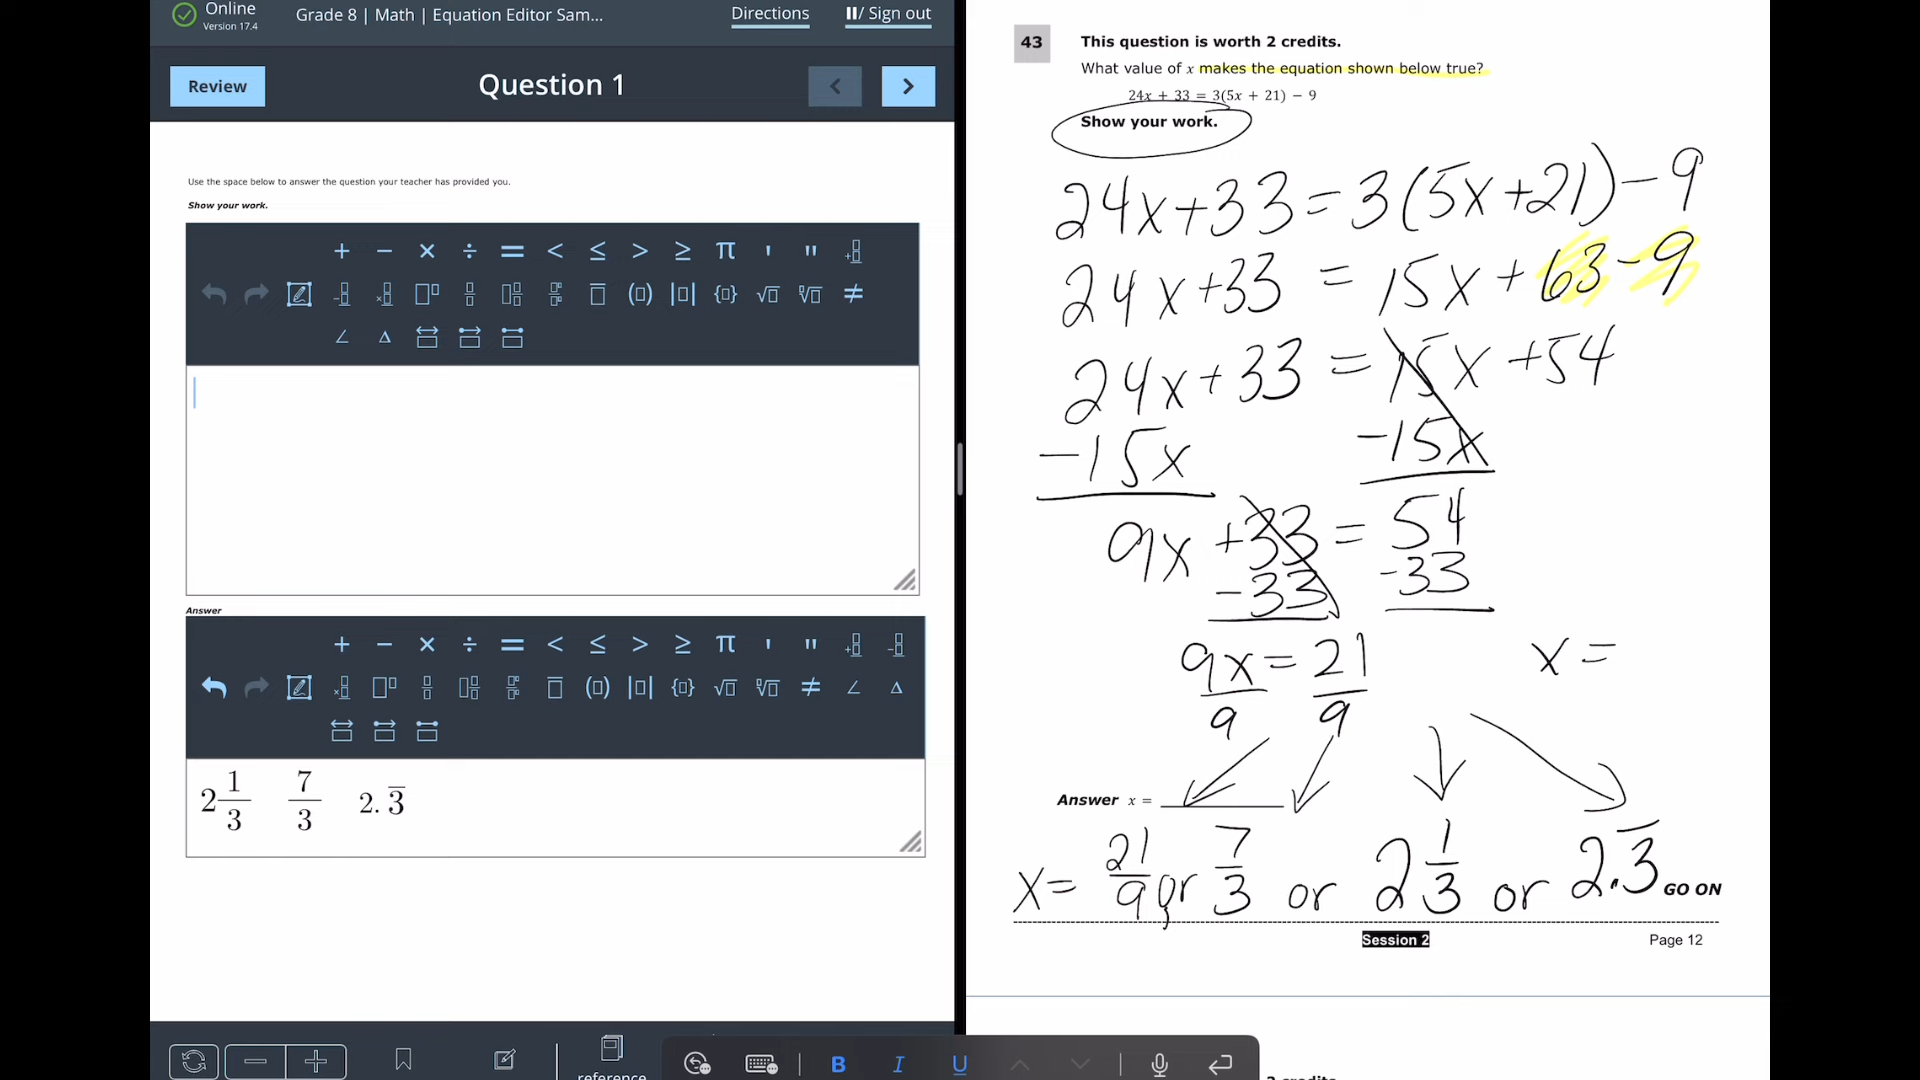 Online
Version 17.4
Grade 8 | Math | Equation Editor Sam...
Directions
/ Sign out
Review
Question 1
Use the space below to answer the question your teacher has provided you.
Show your work.
+ − × ÷ = < ≤ > ≥ π ' "
≠
∠ Δ
Answer
+ − × ÷ = < ≤ > ≥ π ' "
≠ ∠ Δ
2 1/3 7/3 2.3̅
reference
B I U
43
This question is worth 2 credits.
What value of x makes the equation shown below true?
24x + 33 = 3(5x + 21) − 9
Show your work.
24x+33=3(5x+21)-9
24x+33 = 15x+63-9
24x+33 = 15x+54
-15x -15x
9x+33= 54
-33 -33
9x=21 x=
9 9
Answer x =
x= 21/9 or 7/3 or 2 1/3 or 2.3̅
GO ON
Session 2
Page 12